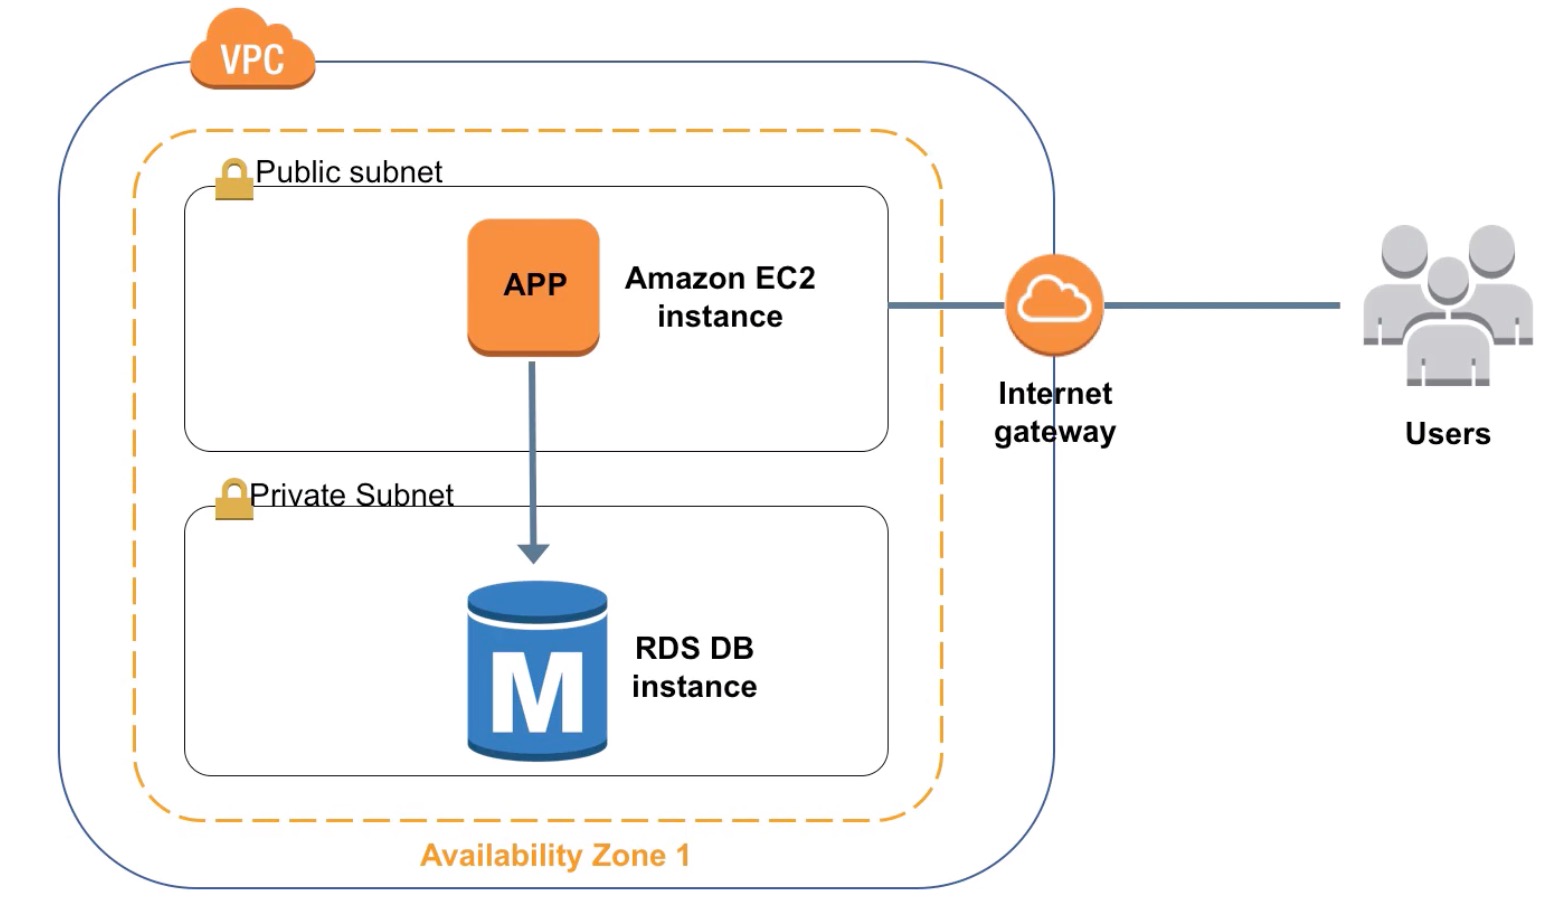 VPC
Public subnet
APP
Amazon EC2
instance
Internet
gateway
Users
Private Subnet
M
RDS DB
instance
Availability Zone 1